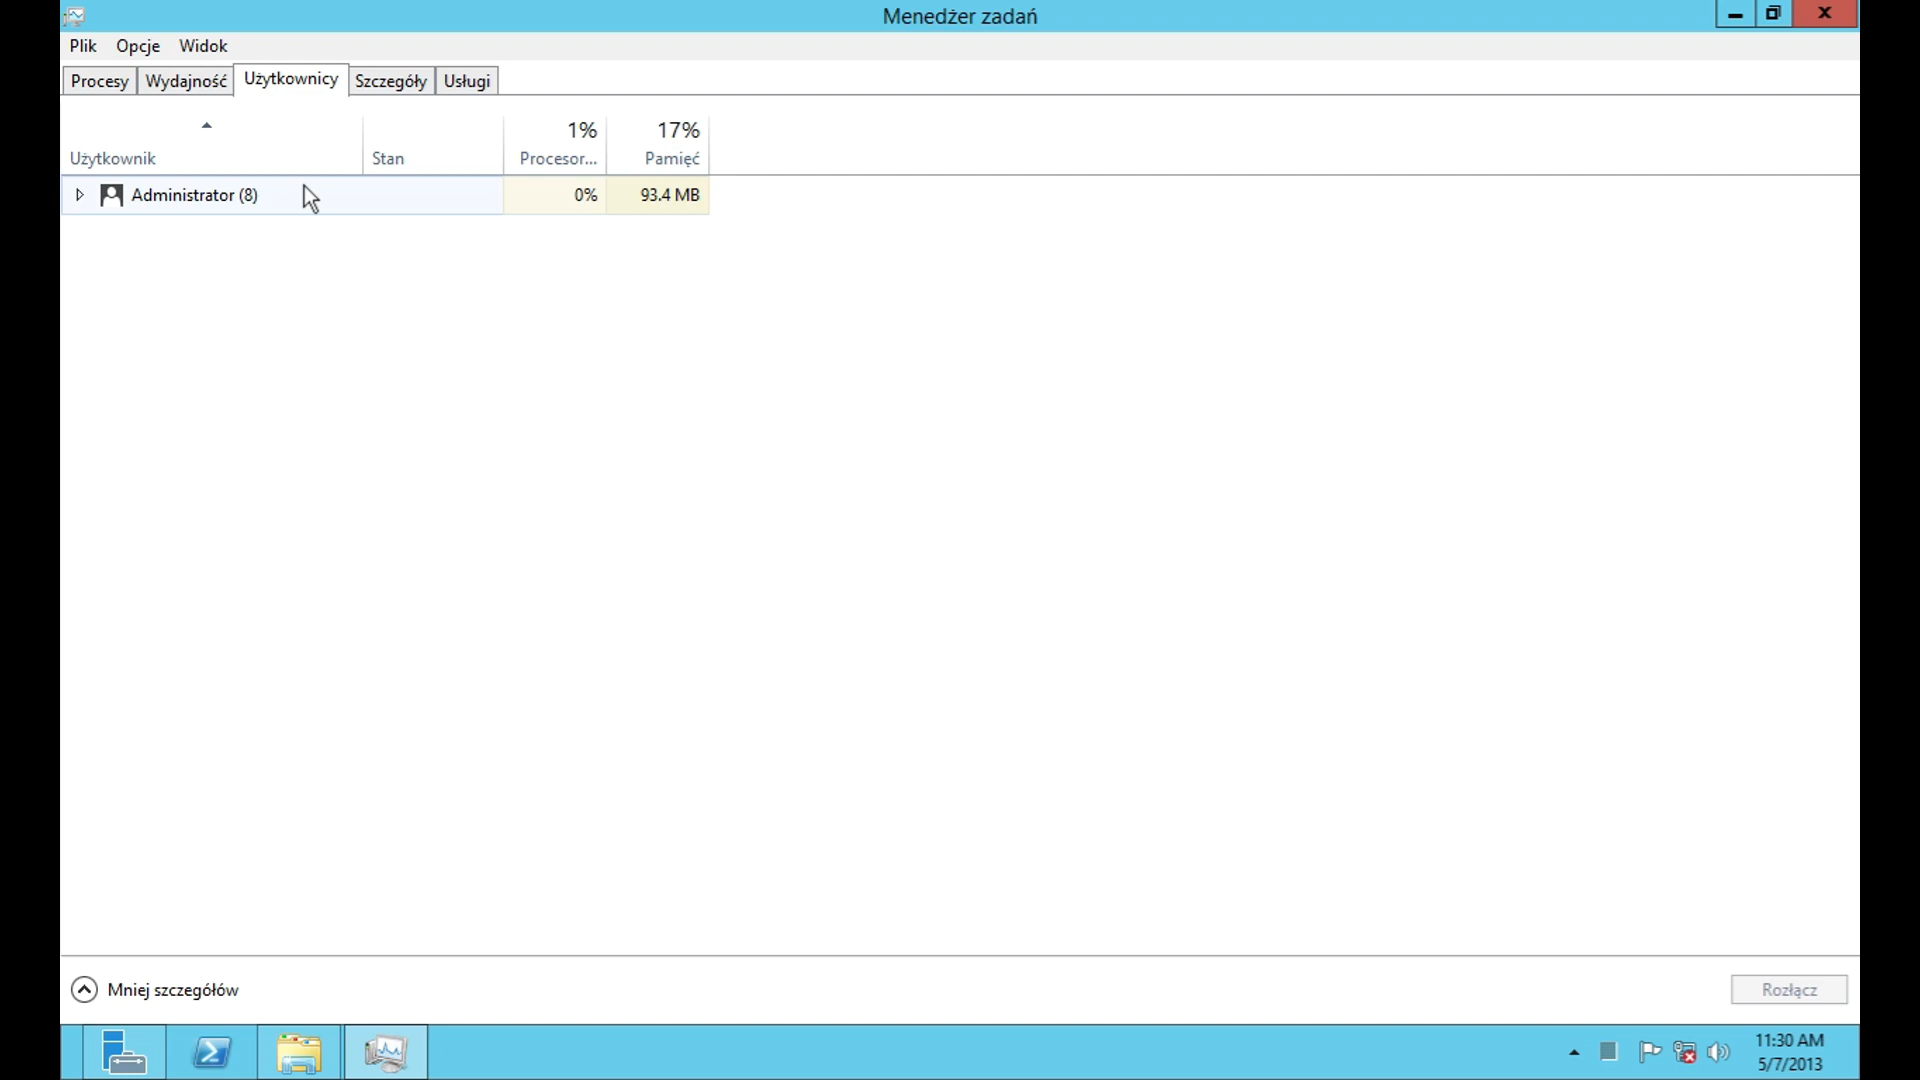 Menedżer zadań
Plik Opcje Widok
Procesy Wydajność Użytkownicy Szczegóły Usługi
1% 17%
Użytkownik Stan Procesor... Pamięć
Administrator (8) 0% 93.4 MB
Mniej szczegółów Rozłącz
11:30 AM
5/7/2013